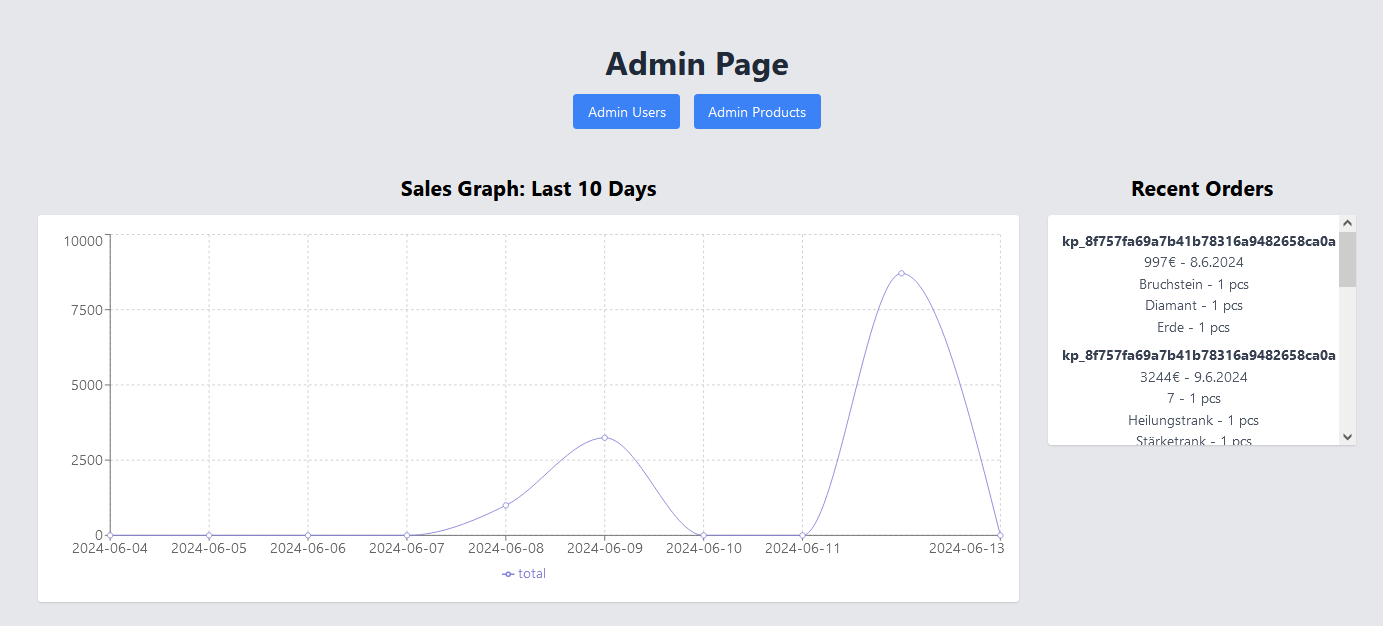 Admin Page
Admin Users
Admin Products
Sales Graph: Last 10 Days
10000
7500
5000
2500
0
2024-06-04
2024-06-05
2024-06-06
2024-06-07
2024-06-08
2024-06-09
2024-06-10
2024-06-11
2024-06-13
total
Recent Orders
kp_8f757fa69a7b41b78316a9482658ca0a
997€ - 8.6.2024
Bruchstein - 1 pcs
Diamant - 1 pcs
Erde - 1 pcs
kp_8f757fa69a7b41b78316a9482658ca0a
3244€ - 9.6.2024
7 - 1 pcs
Heilungstrank - 1 pcs
Stärketrank - 1 pcs